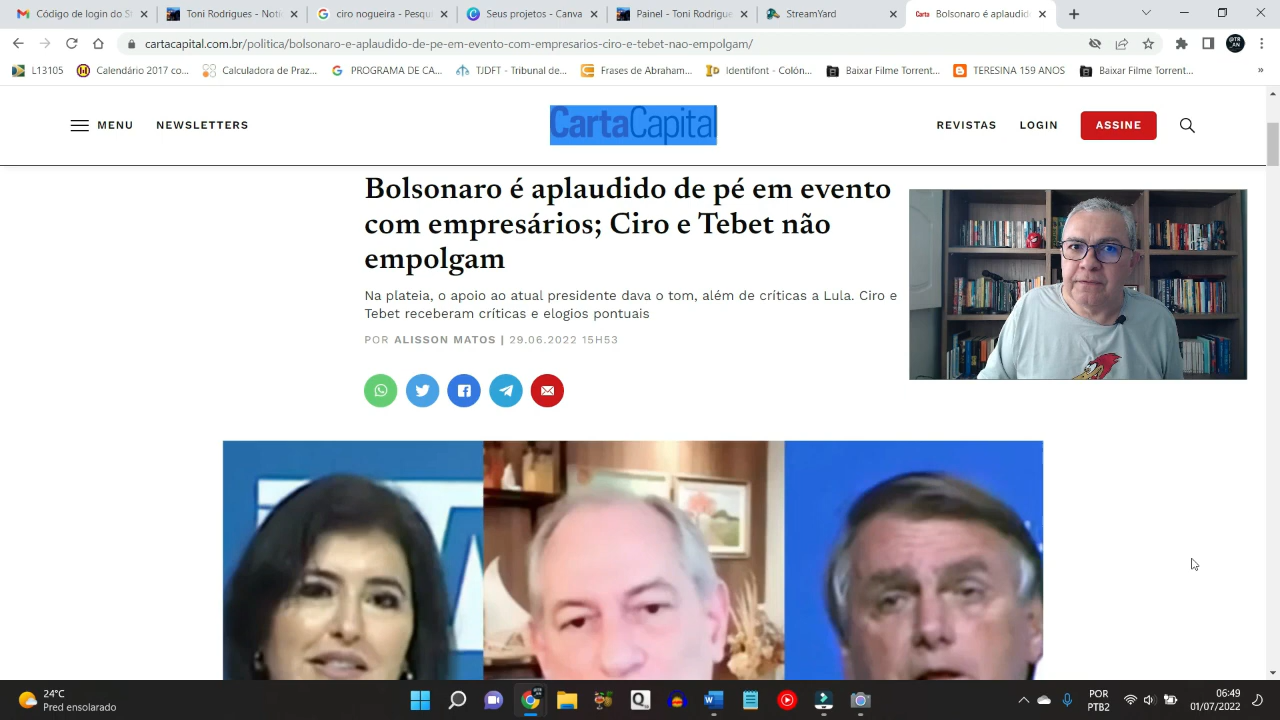 Código do S
Toni Rodrigues - Noti
ciro nogueira - Pesqui
Seus projetos - Canva
Painel - Toni Rodrigue
StreamYard
Carta
Bolsonaro é aplaudid
cartacapital.com.br/politica/bolsonaro-e-aplaudido-de-pe-em-evento-com-empresarios-ciro-e-tebet-nao-empolgam/
L13105
Calendário 2017 co...
Calculadora de Praz...
PROGRAMA DE CA...
TJDFT - Tribunal de...
Frases de Abraham...
Identifont - Colón...
Baixar Filme Torrent...
TERESINA 159 ANOS
Baixar Filme Torrent...
»
MENU
NEWSLETTERS
CartaCapital
REVISTAS
LOGIN
ASSINE
Bolsonaro é aplaudido de pé em evento
com empresários; Ciro e Tebet não
empolgam
Na plateia, o apoio ao atual presidente dava o tom, além de críticas a Lula. Ciro e
Tebet receberam críticas e elogios pontuais
POR ALISSON MATOS | 29.06.2022 15H53
24°C
Pred ensolarado
POR
PTB2
06:49
01/07/2022